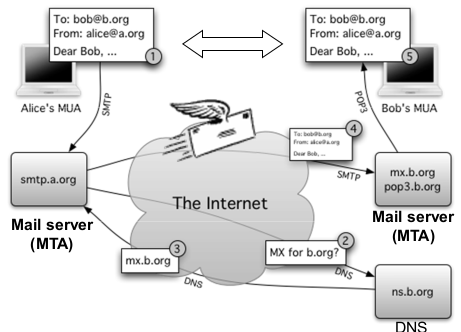 To: bob@b.org
From: alice@a.org
Dear Bob, ...
1
Alice's MUA
SMTP
To: bob@b.org
From: alice@a.org
Dear Bob, ...
5
Bob's MUA
POP3
To: bob@b.org
From: alice@a.org
Dear Bob, ...
4
SMTP
smtp.a.org
Mail server
(MTA)
The Internet
mx.b.org
pop3.b.org
Mail server
(MTA)
mx.b.org
3
DNS
MX for b.org?
2
DNS
ns.b.org
DNS